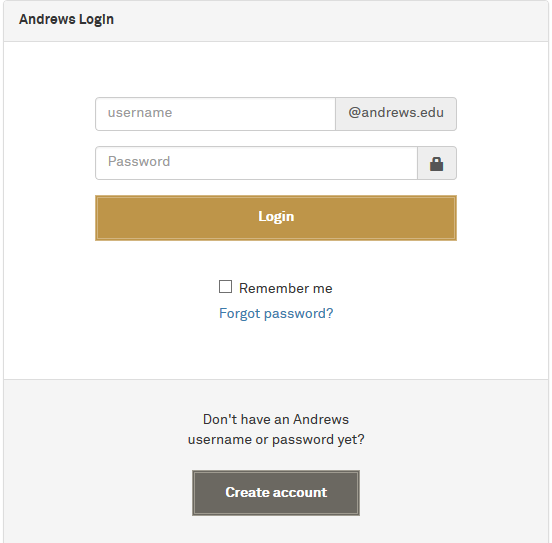 Andrews Login
username @andrews.edu
Password
Login
Remember me
Forgot password?
Don't have an Andrews
username or password yet?
Create account